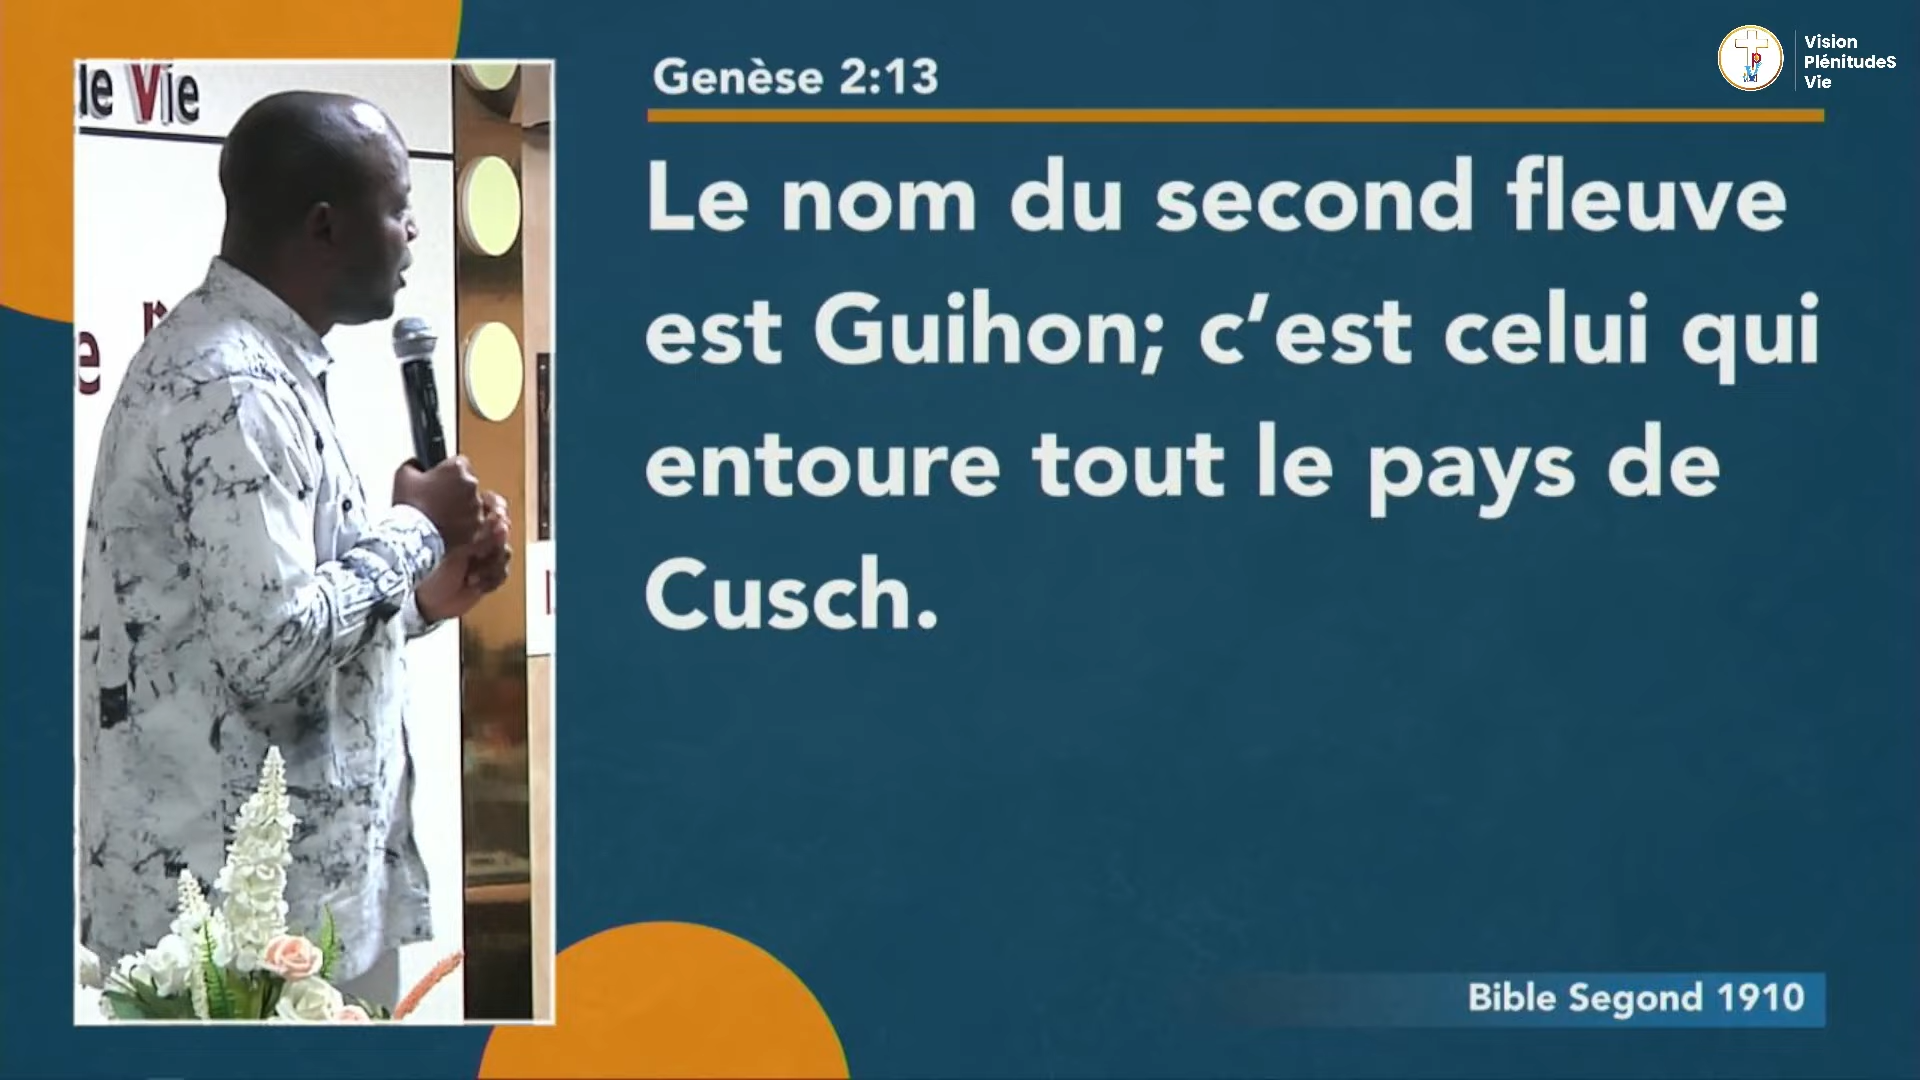 Vision
PlénitudeS
Vie
Genèse 2:13
Le nom du second fleuve
est Guihon; c’est celui qui
entoure tout le pays de
Cusch.
de Vie
Bible Segond 1910